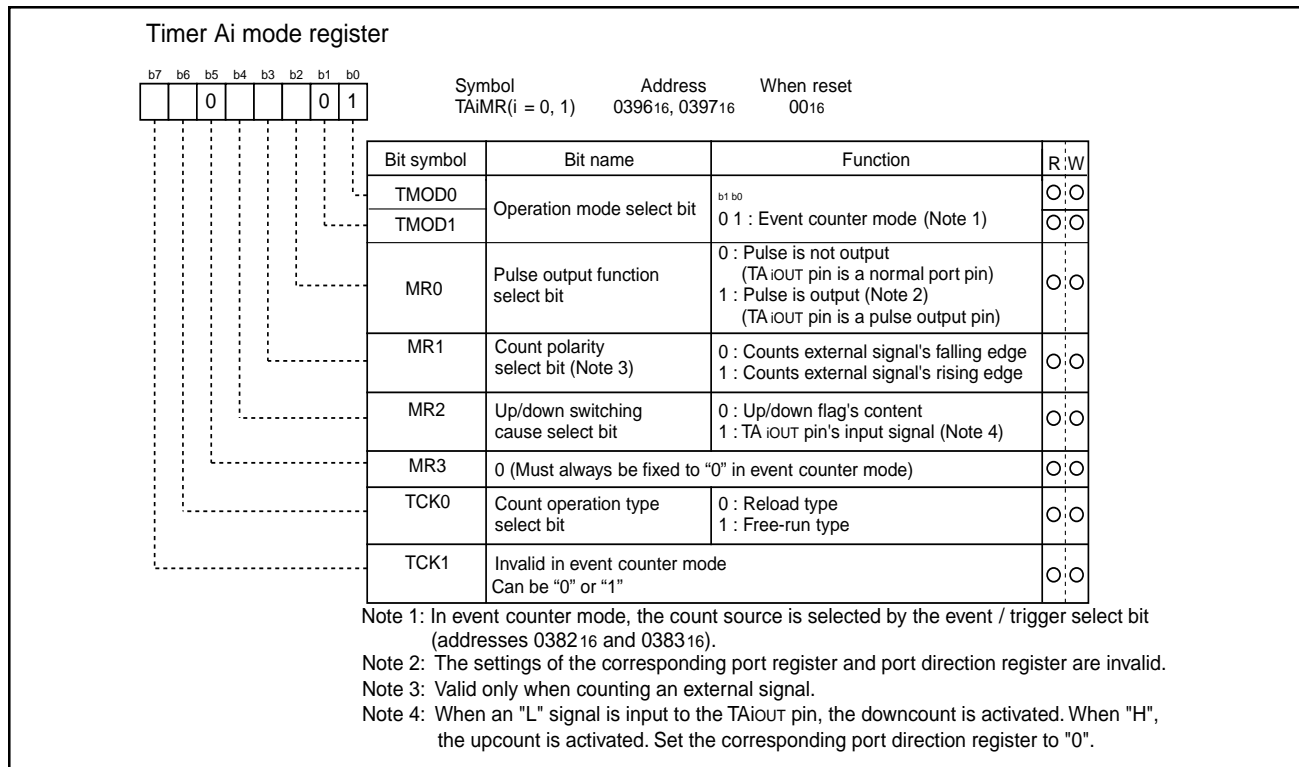 Timer Ai mode register
b7 b6 b5 b4 b3 b2 b1 b0
0 0 1
Symbol Address When reset
TAiMR(i = 0, 1) 039616, 039716 0016
Bit symbol Bit name Function R W
TMOD0
TMOD1
Operation mode select bit
b1 b0
0 1 : Event counter mode (Note 1)
MR0
Pulse output function
select bit
0 : Pulse is not output
(TAiOUT pin is a normal port pin)
1 : Pulse is output (Note 2)
(TAiOUT pin is a pulse output pin)
MR1
Count polarity
select bit (Note 3)
0 : Counts external signal's falling edge
1 : Counts external signal's rising edge
MR2
Up/down switching
cause select bit
0 : Up/down flag's content
1 : TAiOUT pin's input signal (Note 4)
MR3
0 (Must always be fixed to “0” in event counter mode)
TCK0
Count operation type
select bit
0 : Reload type
1 : Free-run type
TCK1
Invalid in event counter mode
Can be “0” or “1”
Note 1: In event counter mode, the count source is selected by the event / trigger select bit
(addresses 038216 and 038316).
Note 2: The settings of the corresponding port register and port direction register are invalid.
Note 3: Valid only when counting an external signal.
Note 4: When an "L" signal is input to the TAiOUT pin, the downcount is activated. When "H",
the upcount is activated. Set the corresponding port direction register to "0".